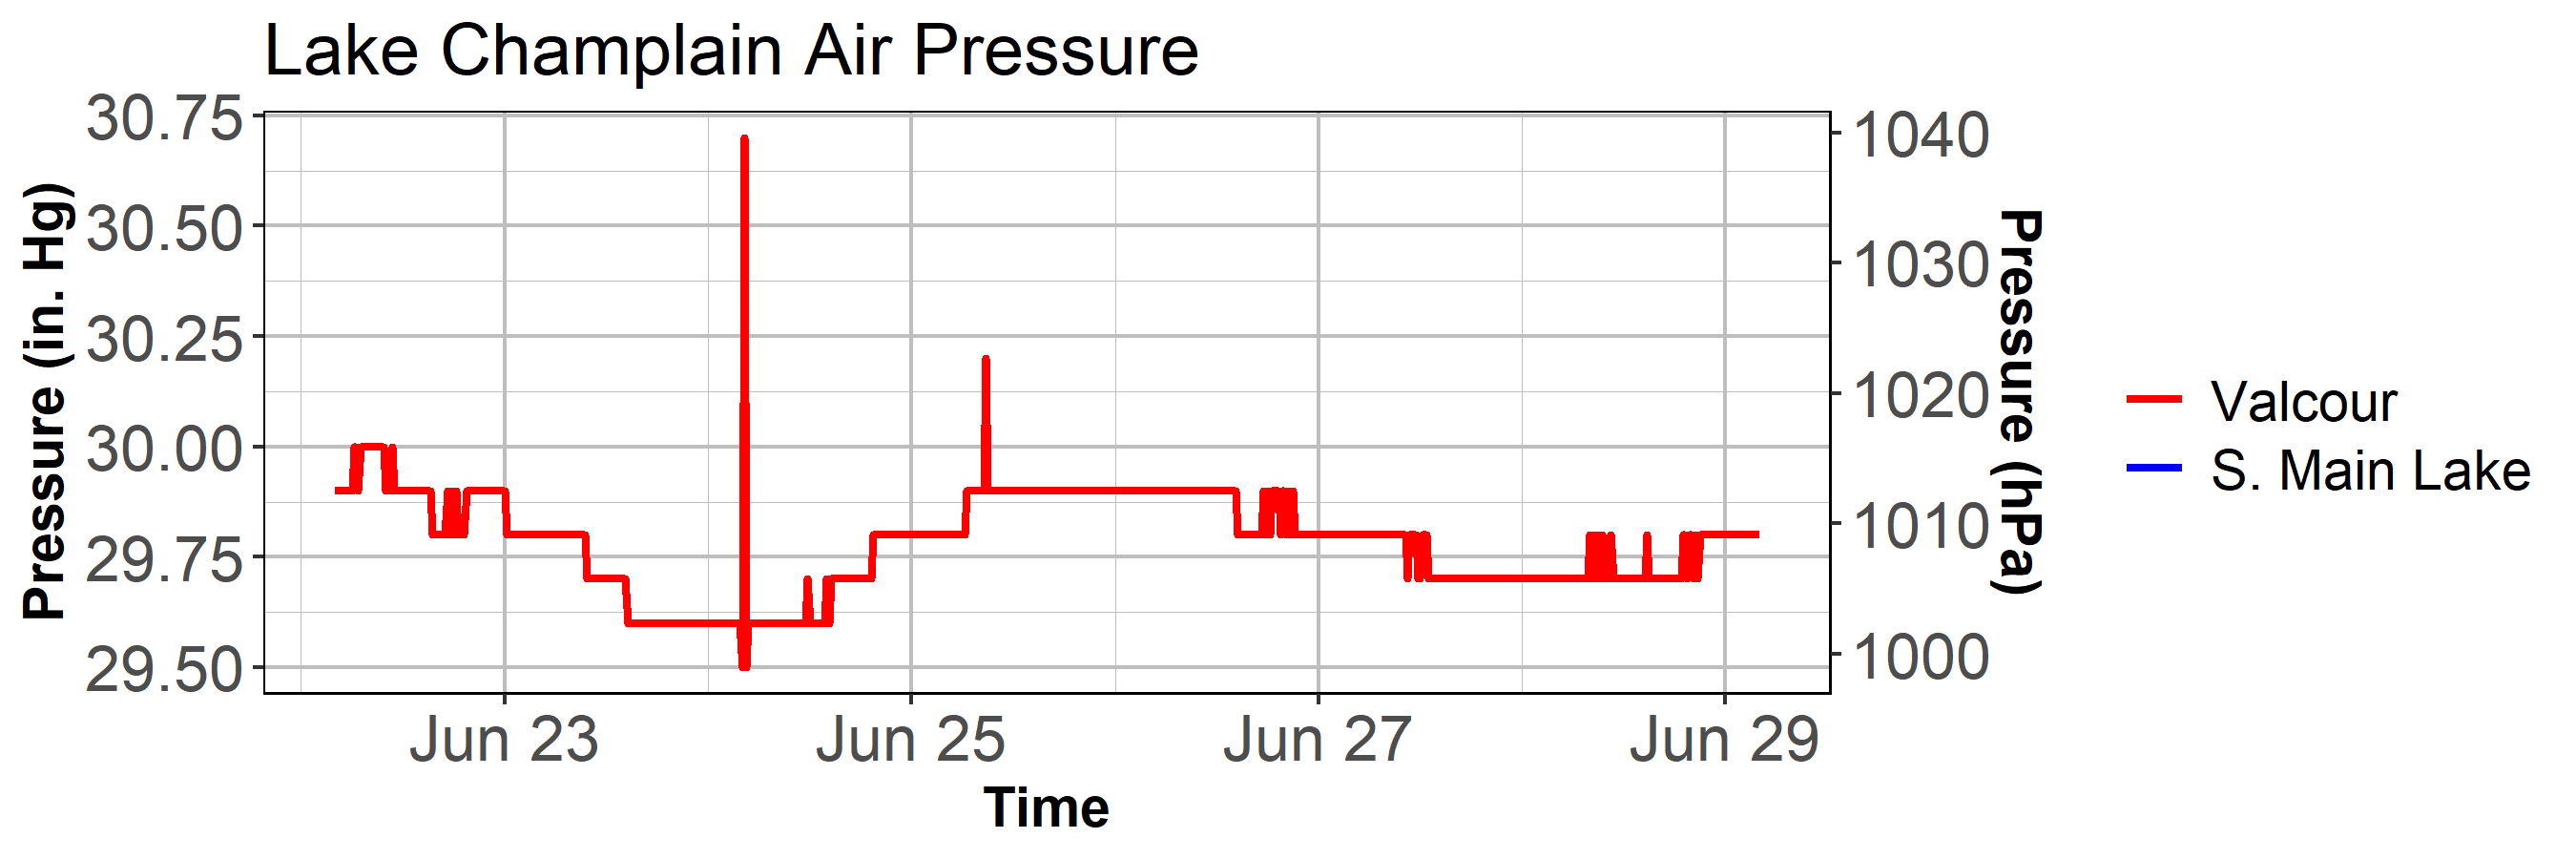 Lake Champlain Air Pressure
Pressure (in. Hg)
30.75
30.50
30.25
30.00
29.75
29.50
1040
1030
1020
1010
1000
Pressure (hPa)
Valcour
S. Main Lake
Jun 23
Jun 25
Jun 27
Jun 29
Time